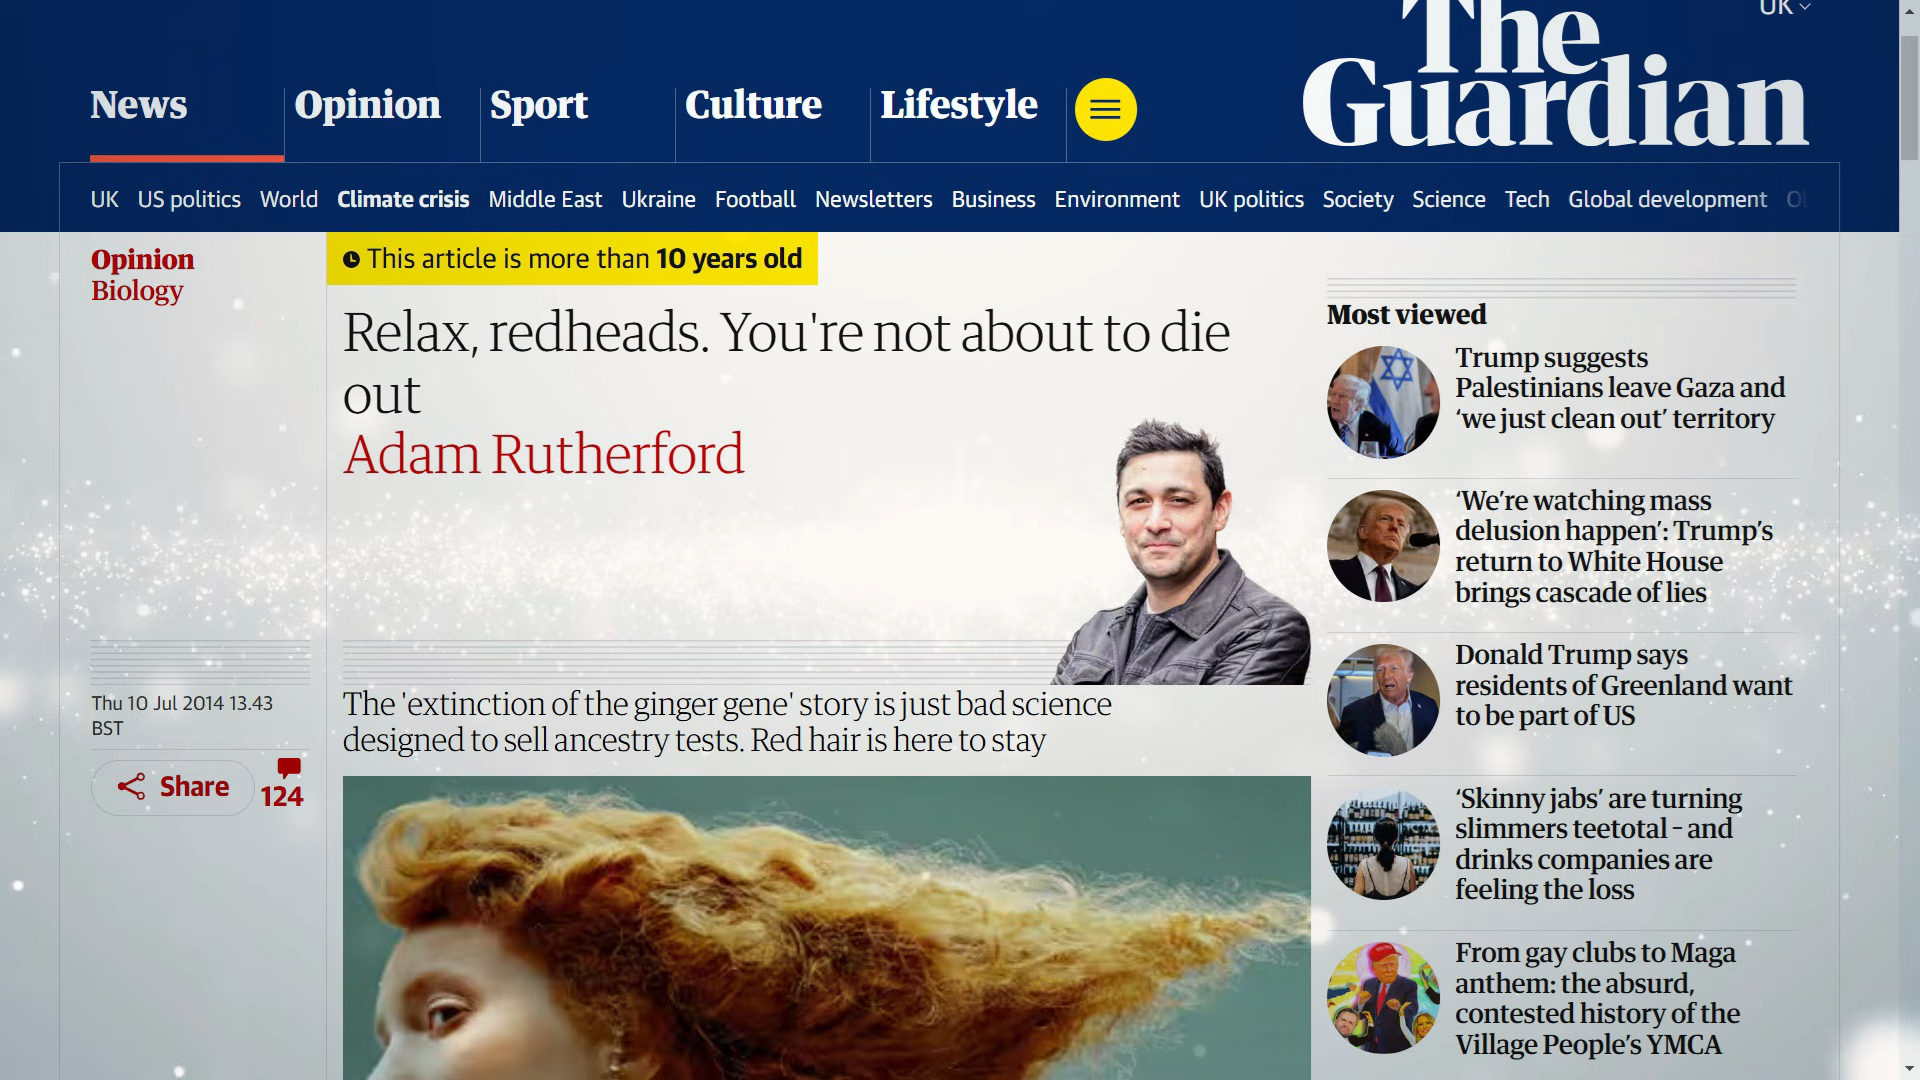 UK
The
Guardian
News
Opinion
Sport
Culture
Lifestyle
UK US politics World Climate crisis Middle East Ukraine Football Newsletters Business Environment UK politics Society Science Tech Global development
Opinion
Biology
This article is more than 10 years old
Relax, redheads. You're not about to die
out
Adam Rutherford
Thu 10 Jul 2014 13.43
BST
Share
124
The 'extinction of the ginger gene' story is just bad science
designed to sell ancestry tests. Red hair is here to stay
Most viewed
Trump suggests
Palestinians leave Gaza and
‘we just clean out’ territory
‘We’re watching mass
delusion happen’: Trump’s
return to White House
brings cascade of lies
Donald Trump says
residents of Greenland want
to be part of US
‘Skinny jabs’ are turning
slimmers teetotal – and
drinks companies are
feeling the loss
From gay clubs to Maga
anthem: the absurd,
contested history of the
Village People’s YMCA